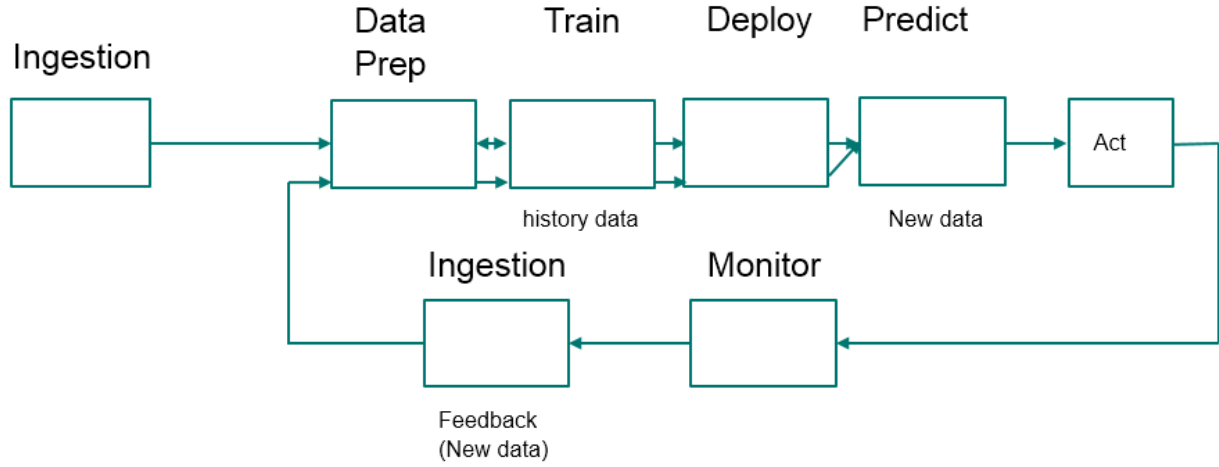 Ingestion
Data
Prep
Train
Deploy
Predict
Act
history data
New data
Ingestion
Monitor
Feedback
(New data)